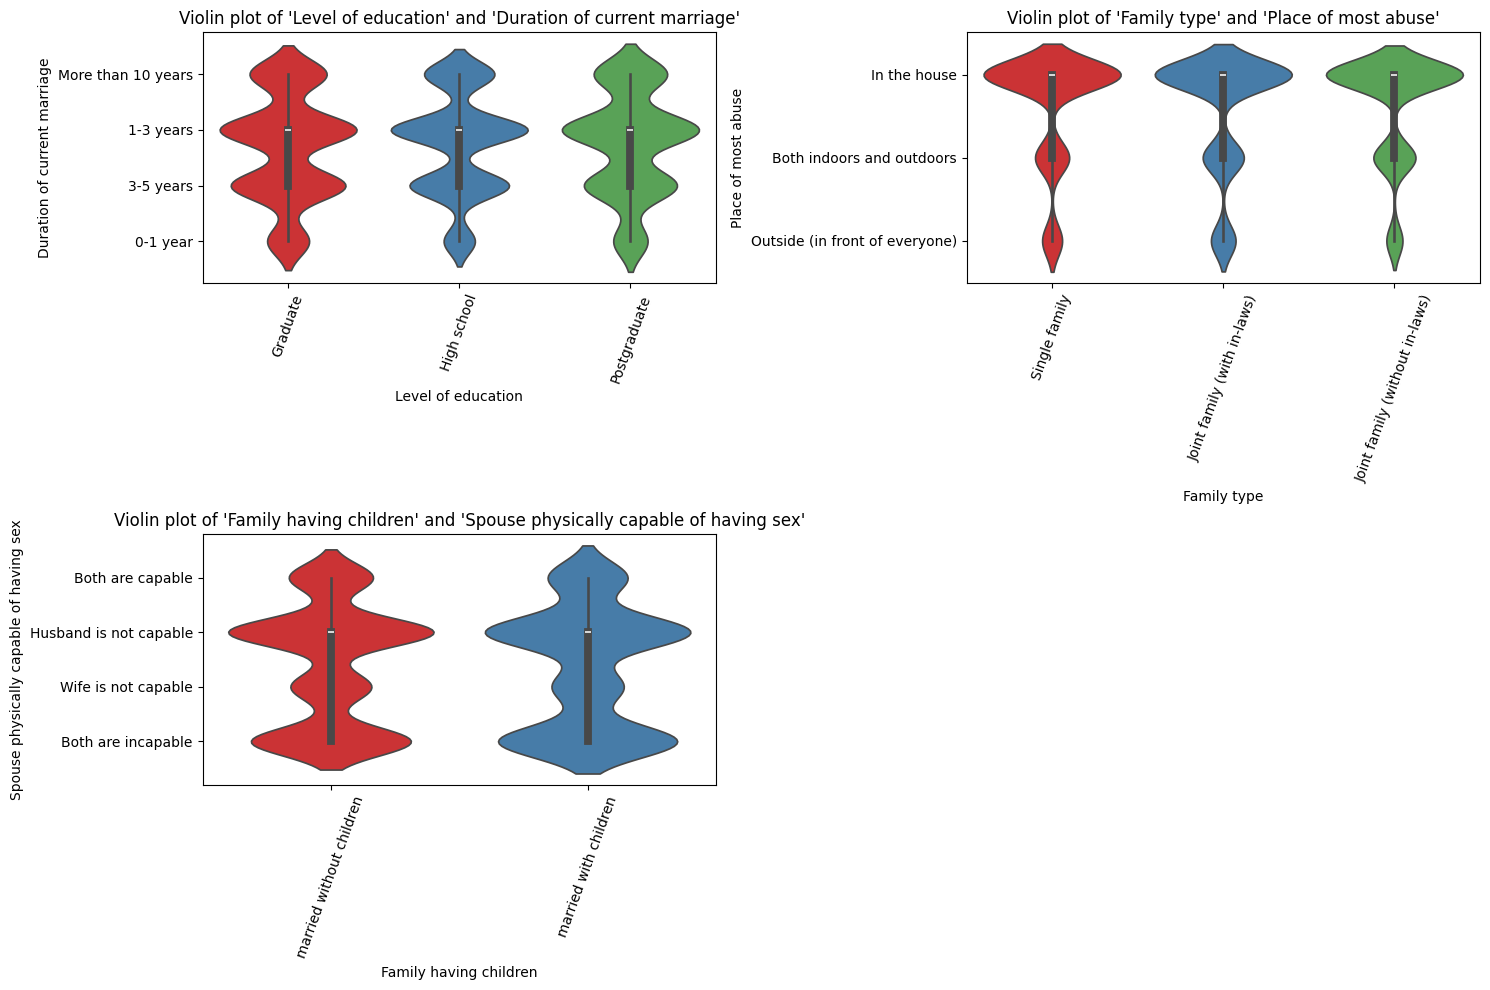 Violin plot of 'Level of education' and 'Duration of current marriage'
Duration of current marriage
More than 10 years
1-3 years
3-5 years
0-1 year
Graduate
High school
Postgraduate
Level of education
Violin plot of 'Family type' and 'Place of most abuse'
Place of most abuse
In the house
Both indoors and outdoors
Outside (in front of everyone)
Single family
Joint family (with in-laws)
Joint family (without in-laws)
Family type
Violin plot of 'Family having children' and 'Spouse physically capable of having sex'
Spouse physically capable of having sex
Both are capable
Husband is not capable
Wife is not capable
Both are incapable
married without children
married with children
Family having children